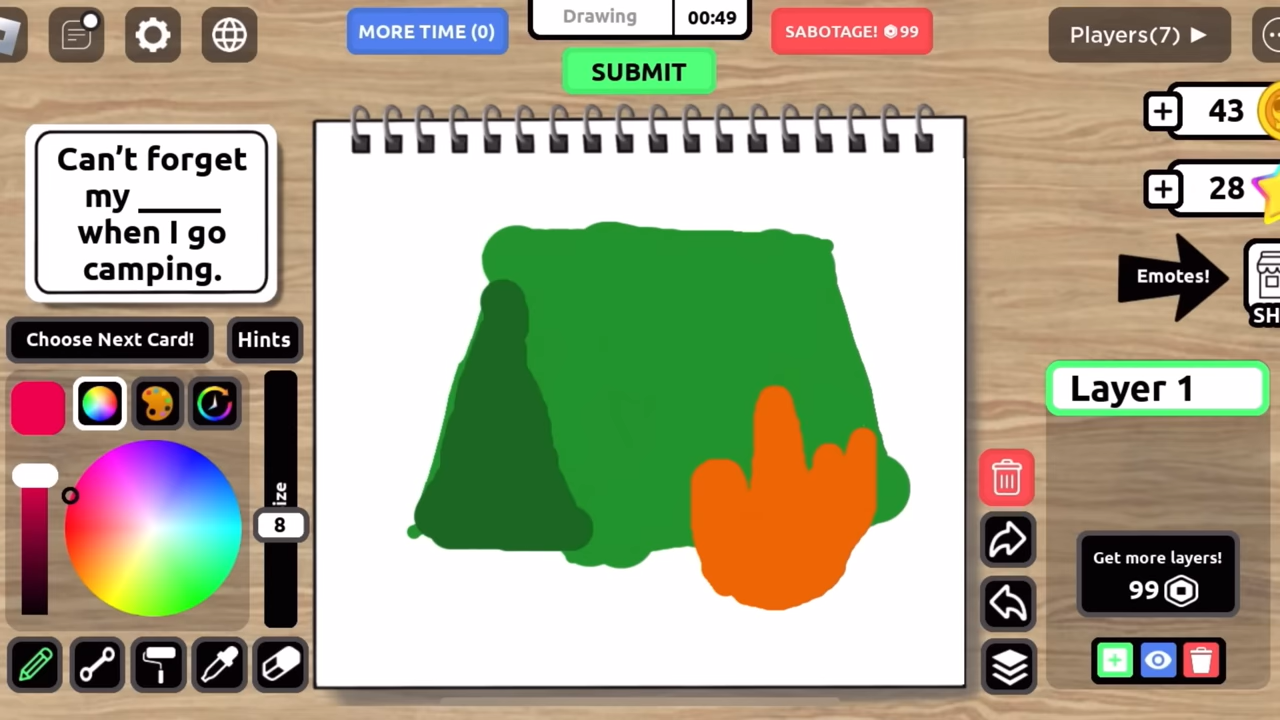 MORE TIME (0)
Drawing
00:49
SABOTAGE! 99
Players(7)
SUBMIT
43
28
Can't forget
my _____
when I go
camping.
Emotes!
SH
Choose Next Card!
Hints
Layer 1
ize
8
Get more layers!
99